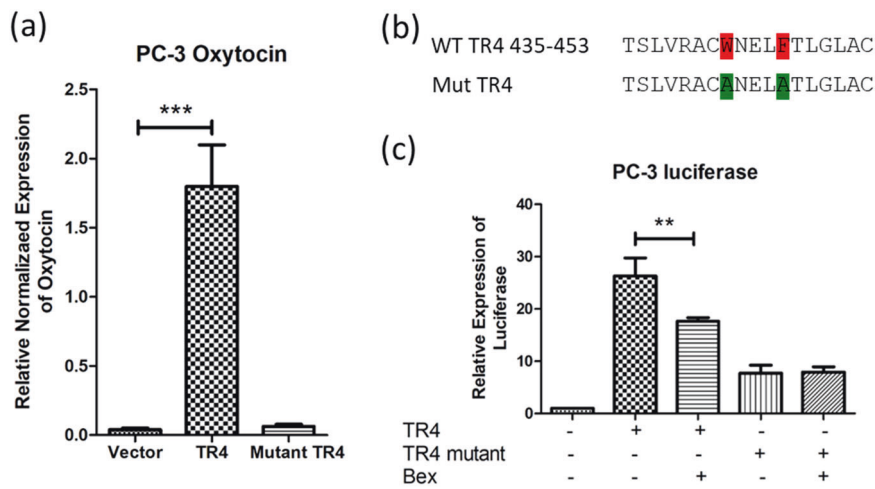 (a)
PC-3 Oxytocin
Relative Normalizaed Expression
of Oxytocin
2.5
2.0
1.5
1.0
0.5
0.0
***
Vector TR4 Mutant TR4
(b)
WT TR4 435-453 TSLVRACWNELFTLGLAC
Mut TR4 TSLVRACANELATLGLAC
(c)
PC-3 luciferase
Relative Expression of
Luciferase
40
30
20
10
0
**
TR4 - + + - -
TR4 mutant - - - + +
Bex - - + - +